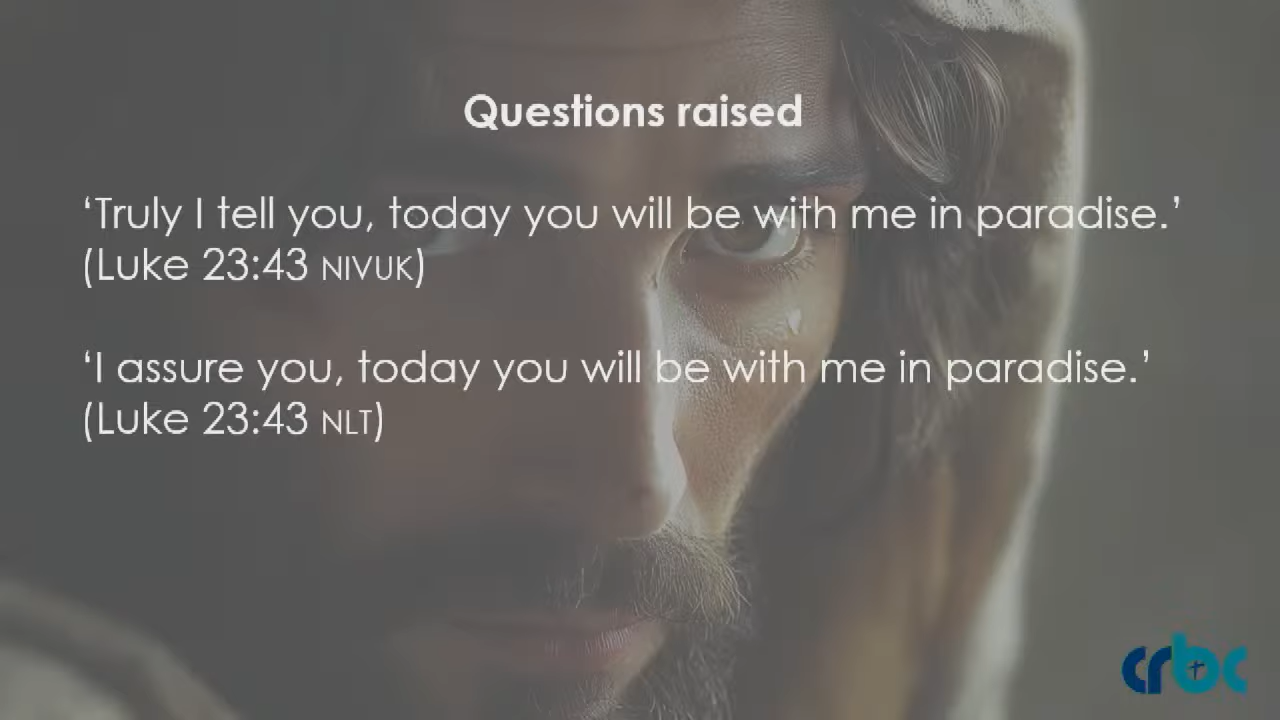 Questions raised
‘Truly I tell you, today you will be with me in paradise.’
(Luke 23:43 NIVUK)
‘I assure you, today you will be with me in paradise.’
(Luke 23:43 NLT)
crbc